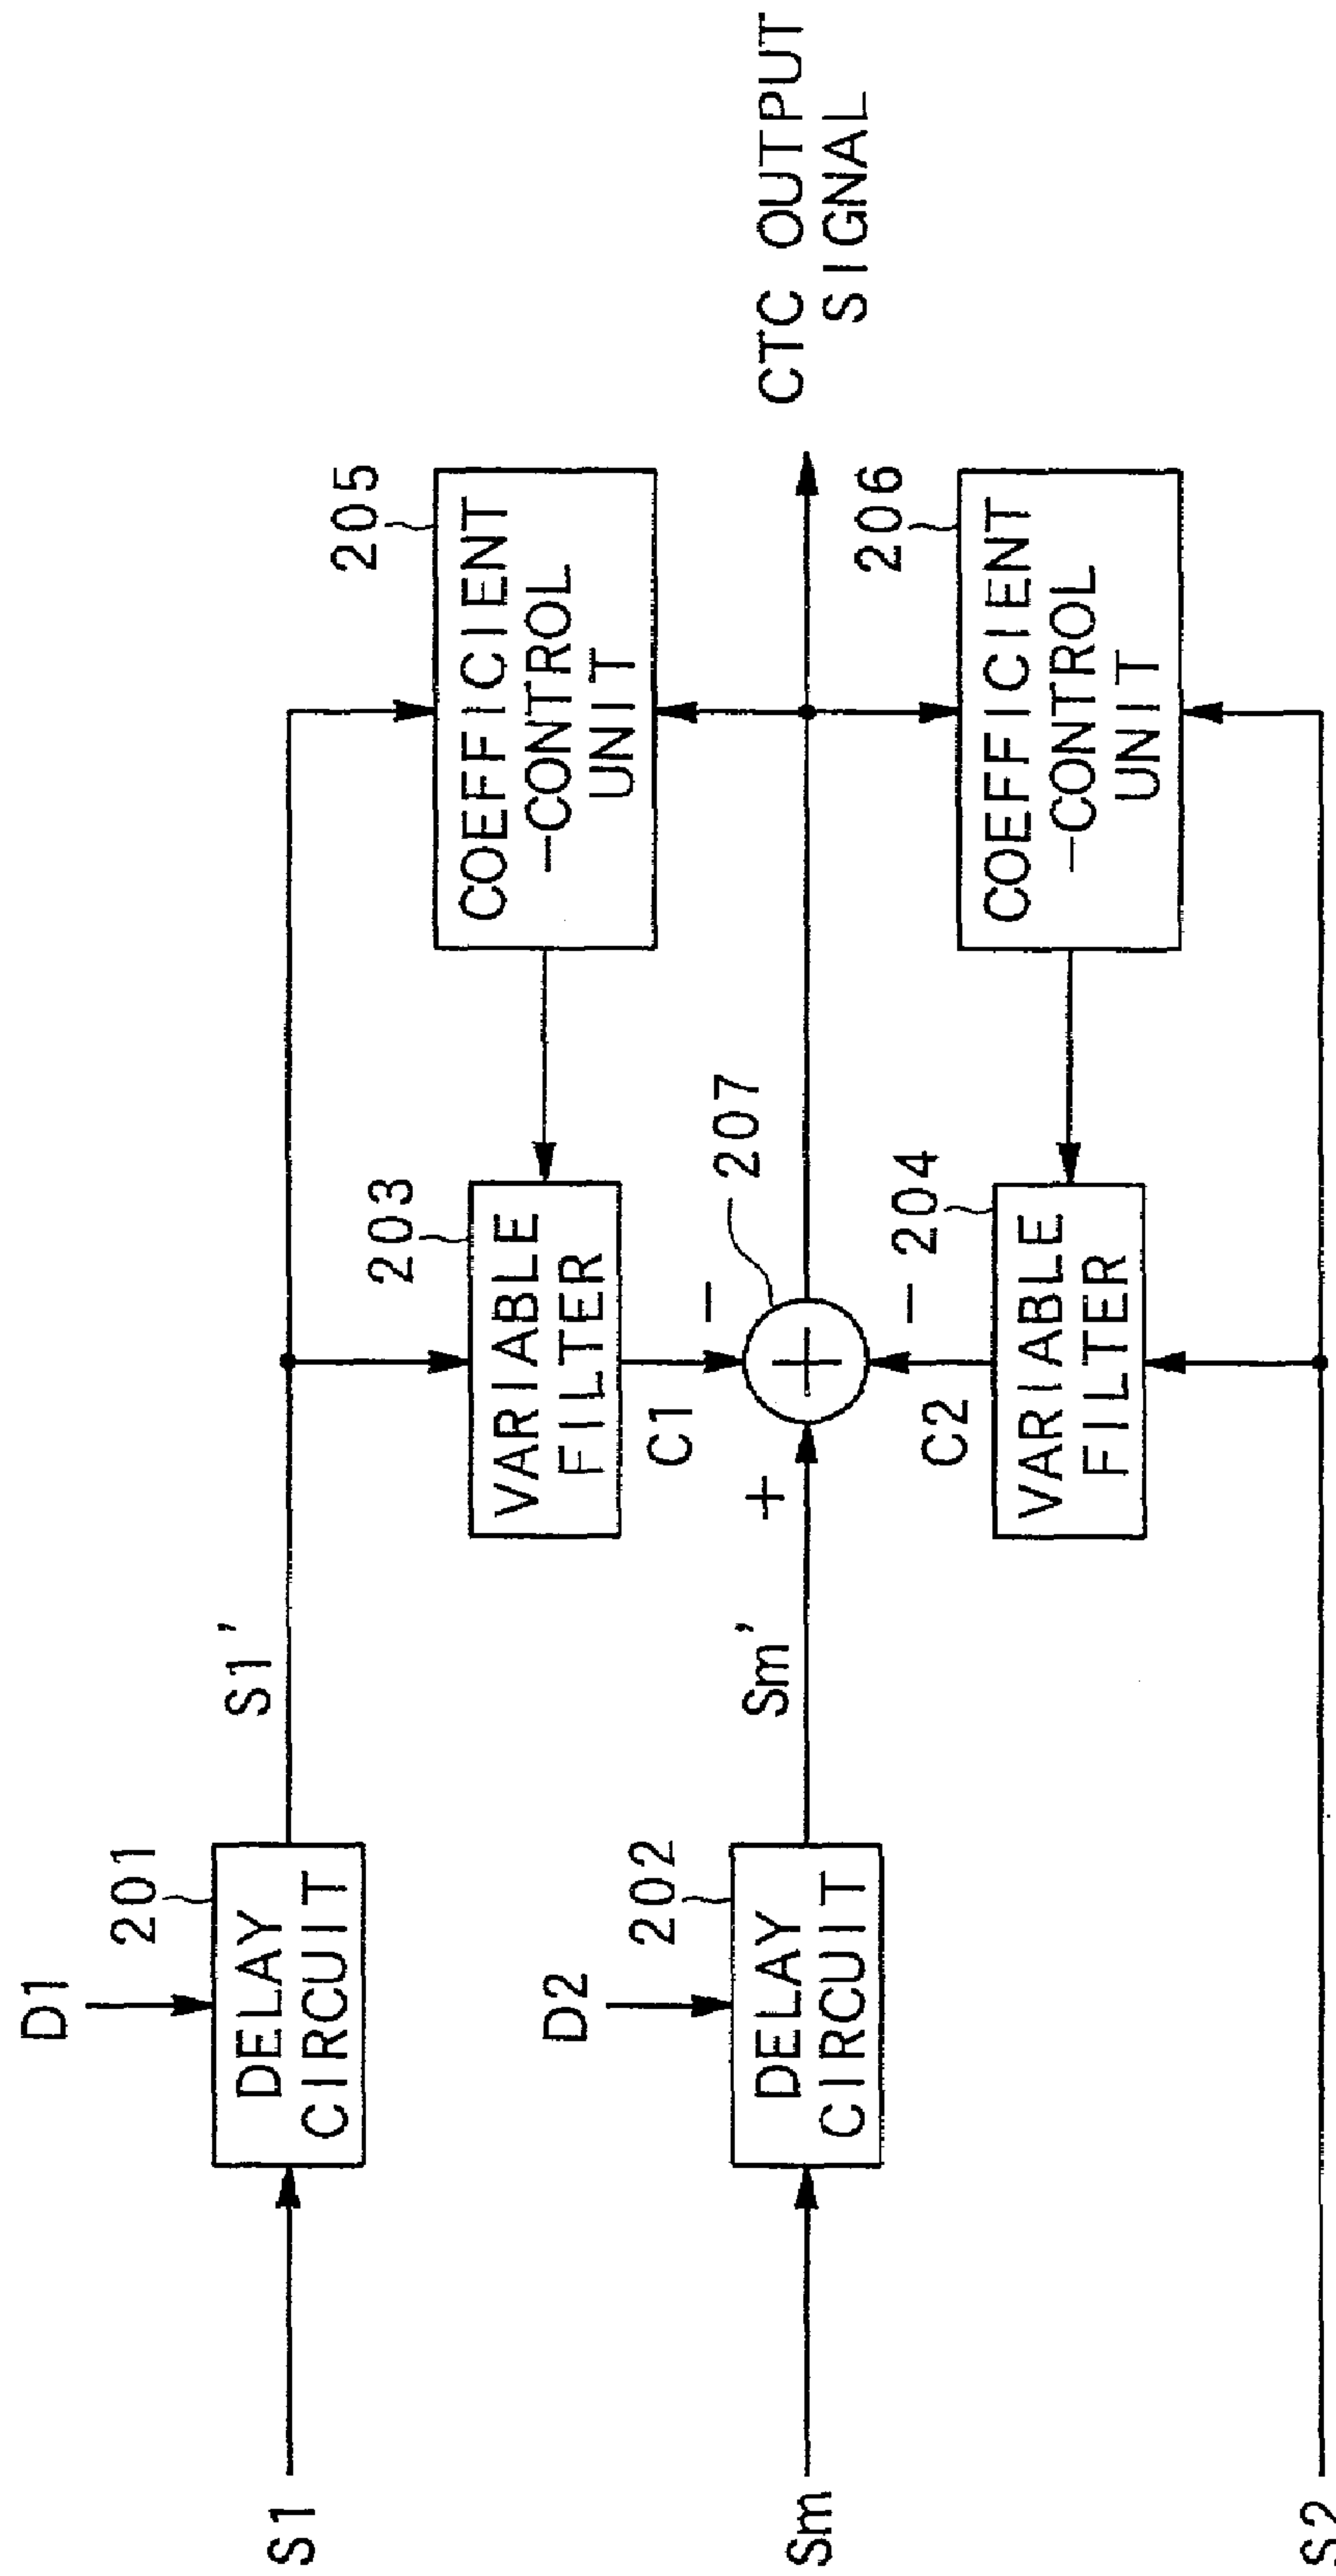 D1
201
S1
DELAY
CIRCUIT
S1'
203
VARIABLE
FILTER
205
COEFFICIENT
-CONTROL
UNIT
C1
-
207
D2
202
Sm
DELAY
CIRCUIT
Sm'
+
CTC OUTPUT
SIGNAL
C2
-
204
VARIABLE
FILTER
206
COEFFICIENT
-CONTROL
UNIT
S2